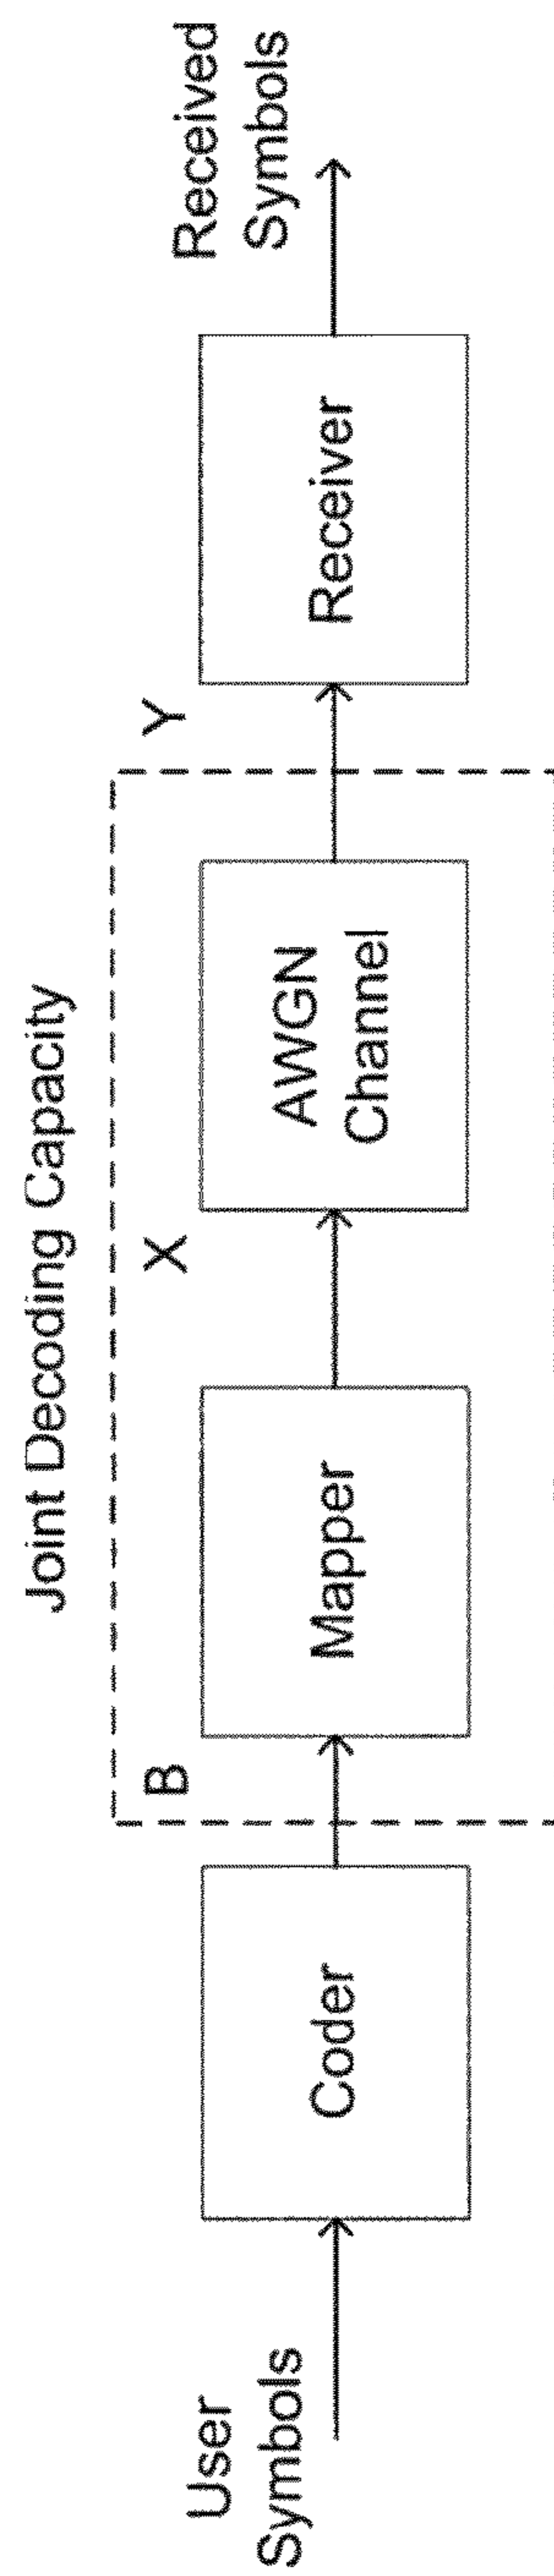 Joint Decoding Capacity
User
Symbols
Coder
B
Mapper
X
AWGN
Channel
Y
Receiver
Received
Symbols